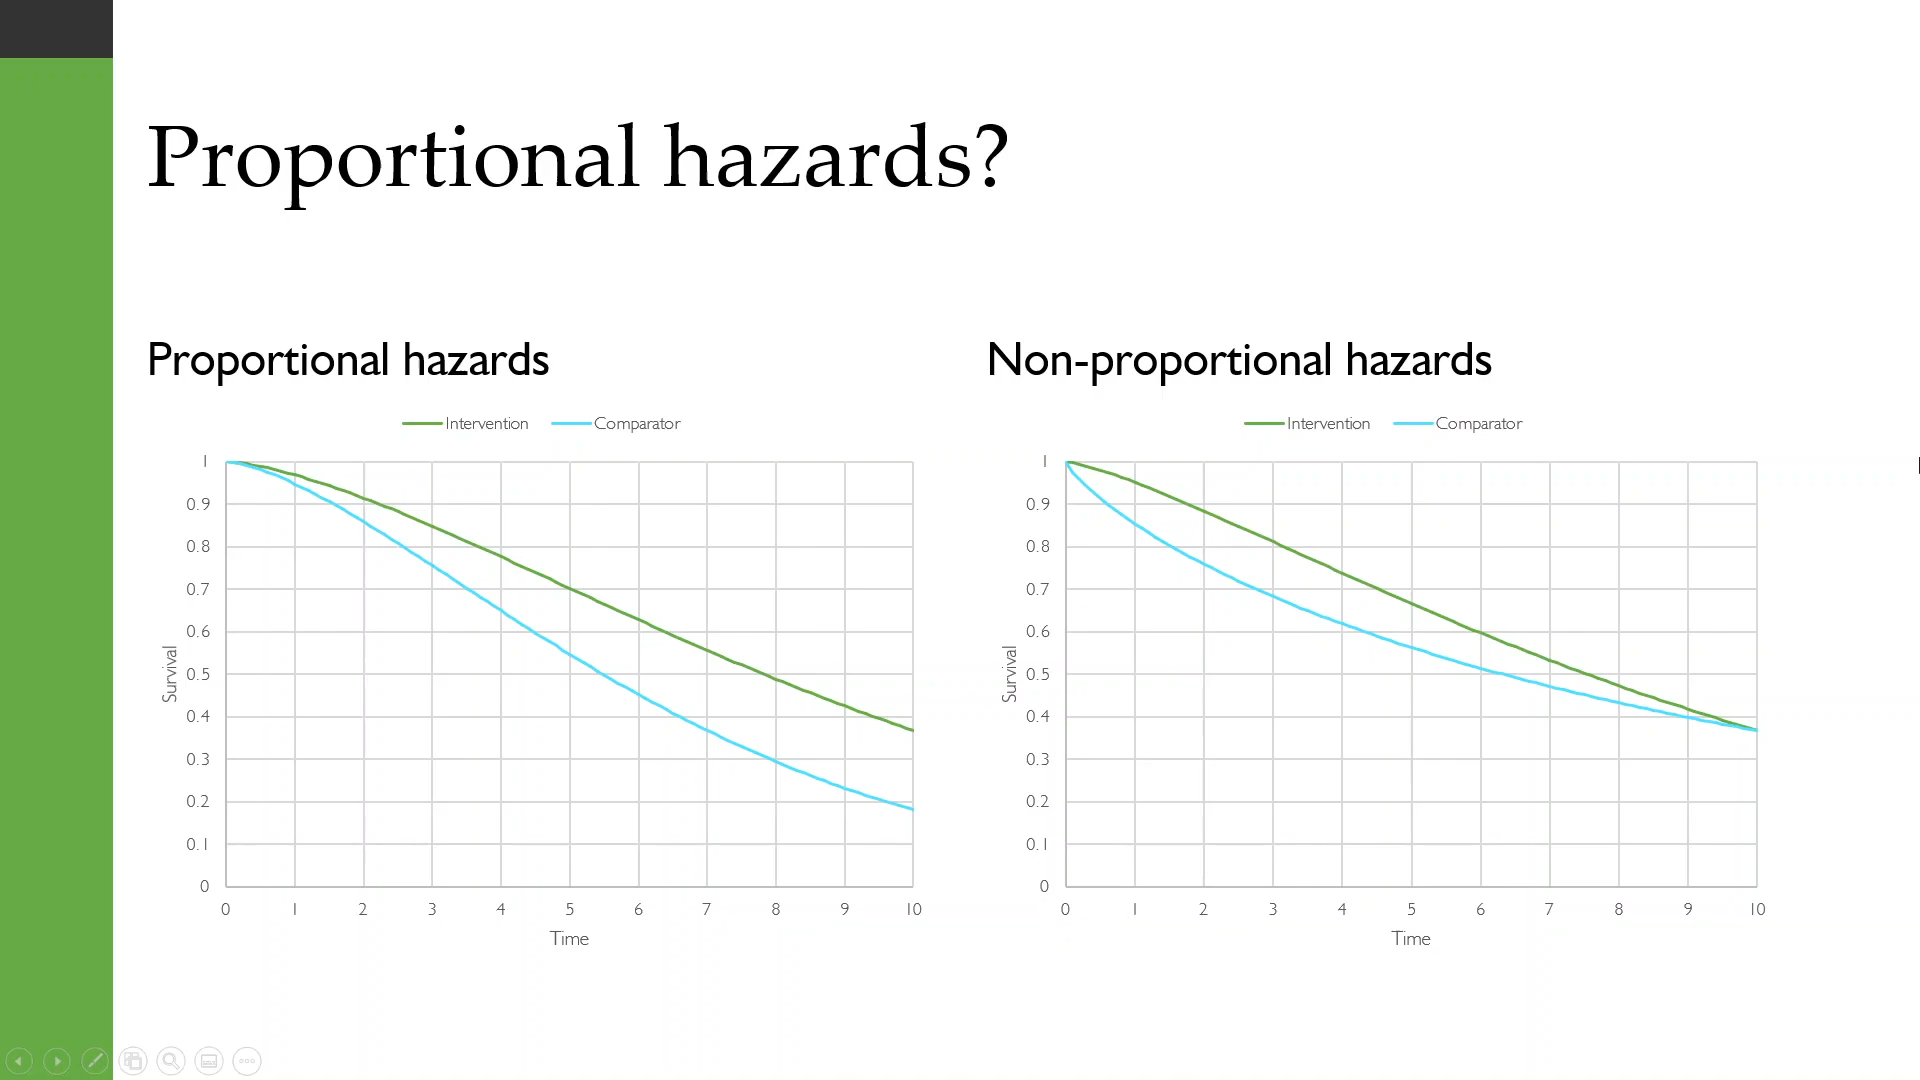 Proportional hazards?
Proportional hazards
Intervention Comparator
1
0.9
0.8
0.7
0.6
0.5
0.4
0.3
0.2
0.1
0
Survival
0 1 2 3 4 5 6 7 8 9 10
Time
Non-proportional hazards
Intervention Comparator
1
0.9
0.8
0.7
0.6
0.5
0.4
0.3
0.2
0.1
0
Survival
0 1 2 3 4 5 6 7 8 9 10
Time